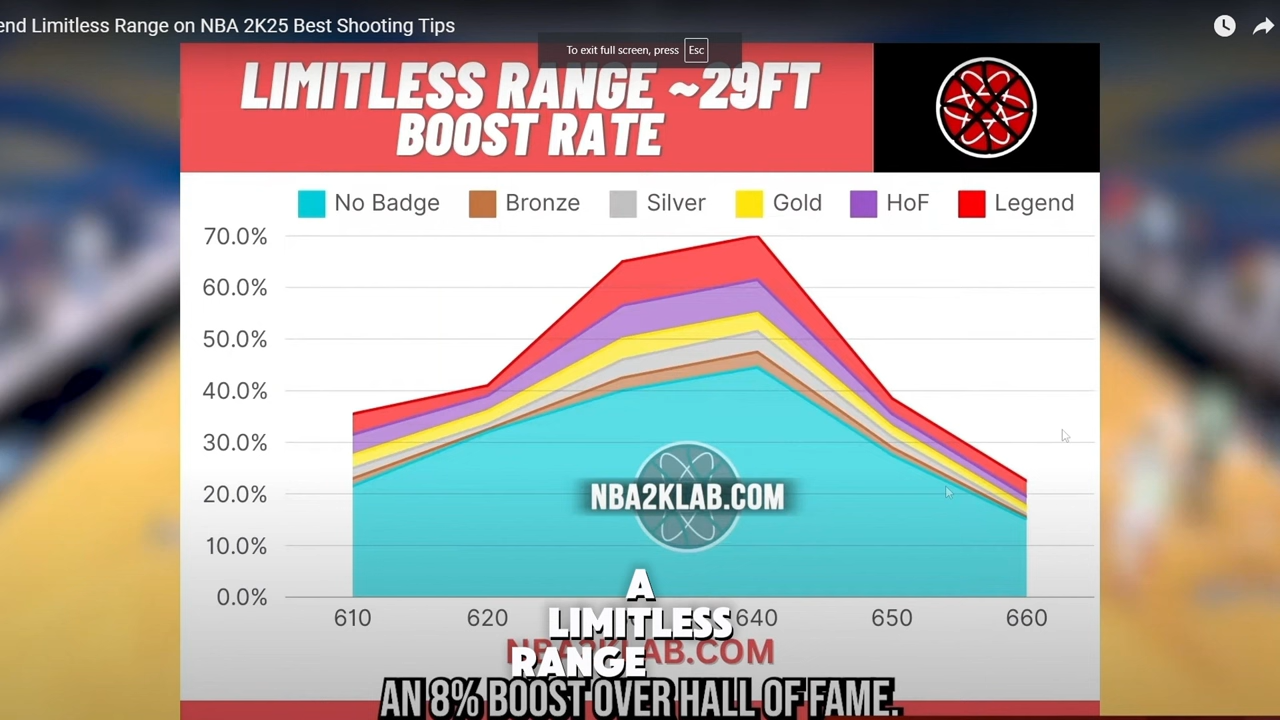 end Limitless Range on NBA 2K25 Best Shooting Tips
To exit full screen, press Esc
LIMITLESS RANGE ~29FT
BOOST RATE
No Badge Bronze Silver Gold HoF Legend
70.0%
60.0%
50.0%
40.0%
30.0%
20.0%
10.0%
0.0%
NBA2KLAB.COM
610 620 640 650 660
A
LIMITLESS
RANGE
NBA2KLAB.COM
AN 8% BOOST OVER HALL OF FAME.